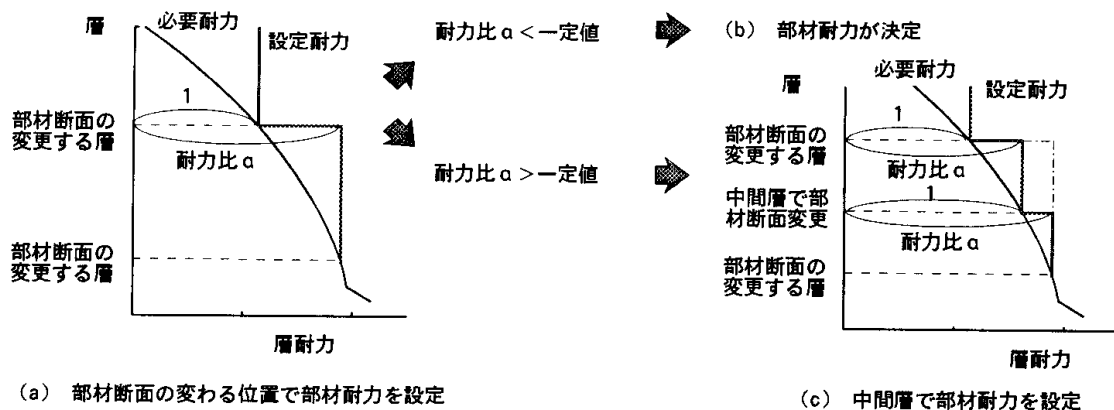 層
必要耐力
設定耐力
1
部材断面の
変更する層
耐力比α
部材断面の
変更する層
層耐力
(a) 部材断面の変わる位置で部材耐力を設定
耐力比α<一定値
耐力比α>一定値
(b) 部材耐力が決定
必要耐力
層
設定耐力
1
部材断面の
変更する層
耐力比α
中間層で部
材断面変更
1
耐力比α
部材断面の
変更する層
層耐力
(c) 中間層で部材耐力を設定